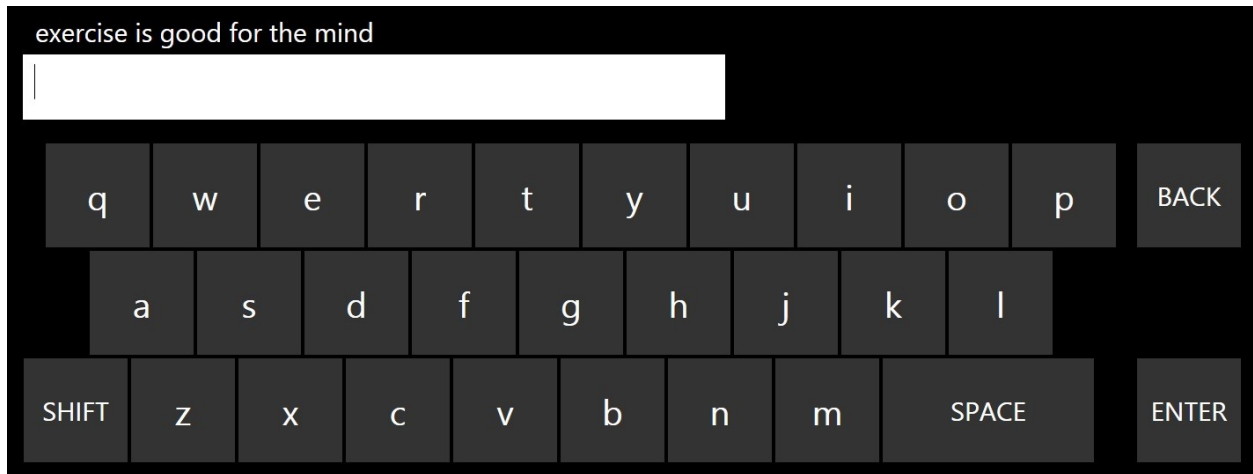 exercise is good for the mind
q w e r t y u i o p BACK
a s d f g h j k l
SHIFT z x c v b n m SPACE ENTER